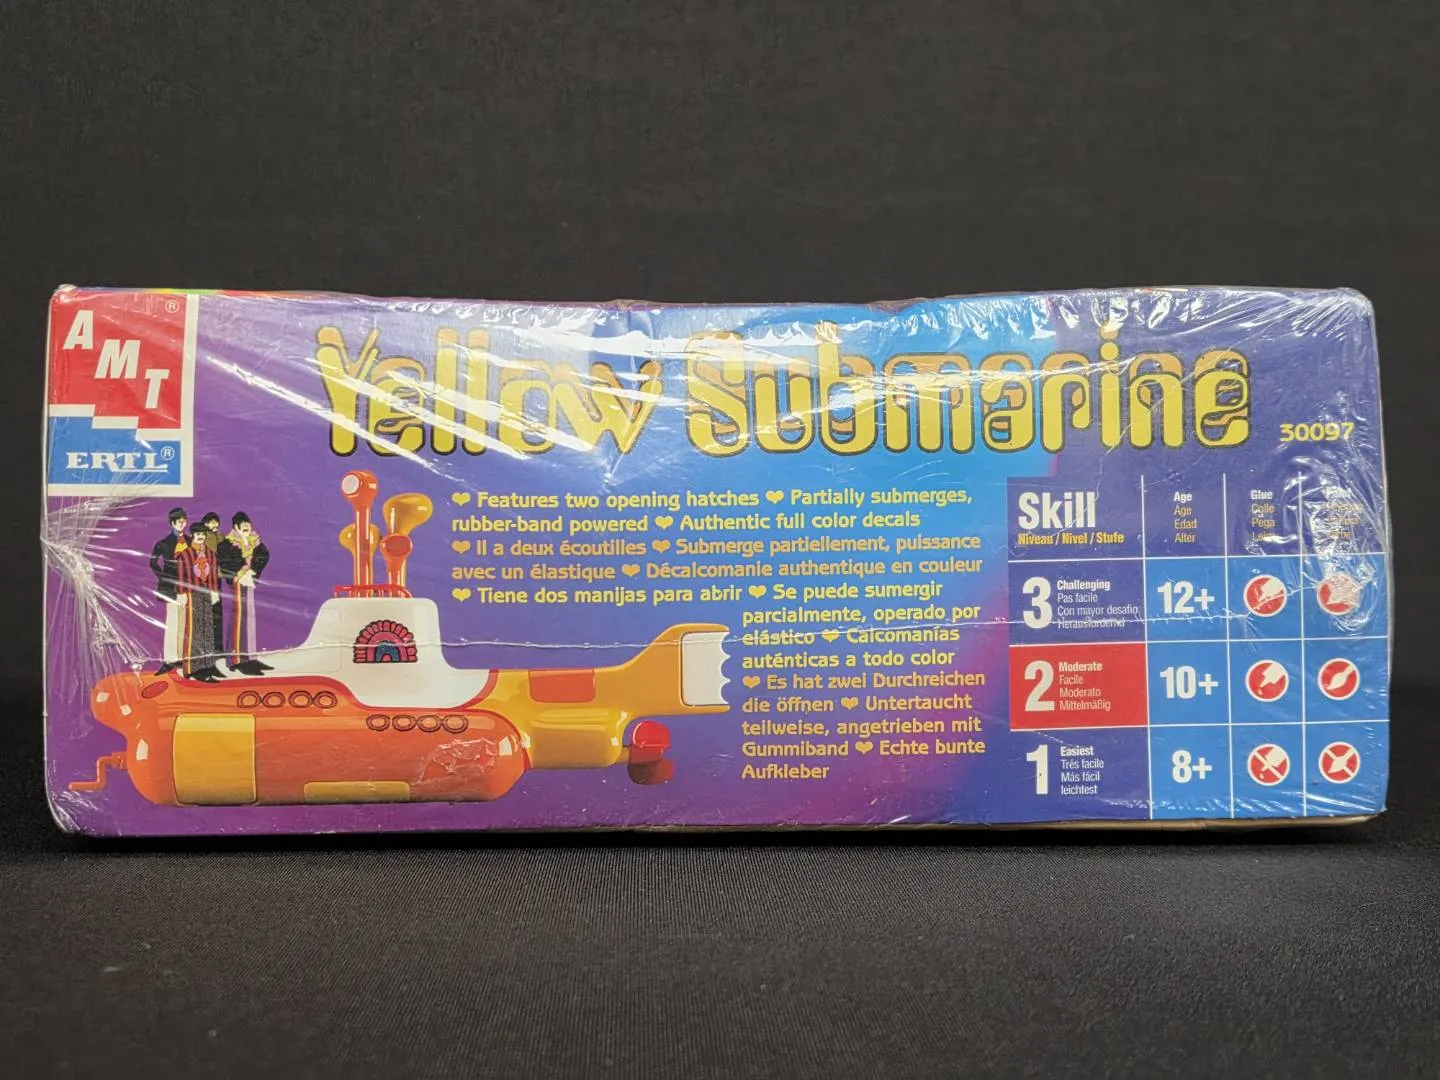 AMT
®
ERTL®
Yellow Submarine
30097
❤ Features two opening hatches ❤ Partially submerges,
rubber-band powered ❤ Authentic full color decals
❤ Il a deux écoutilles ❤ Submerge partiellement, puissance
avec un élastique ❤ Décalcomanie authentique en couleur
❤ Tiene dos manijas para abrir ❤ Se puede sumergir
parcialmente, operado por
elástico ❤ Calcomanías
auténticas a todo color
❤ Es hat zwei Durchreichen
die öffnen ❤ Untertaucht
teilweise, angetrieben mit
Gummiband ❤ Echte bunte
Aufkleber
Skill
Niveau / Nivel / Stufe
Age
Age
Edad
Alter
Glue
Colle
Pega
3
Challenging
Pas facile
Con mayor desafio
Herausfordernd
12+
2
Moderate
Facile
Moderato
Mittelmäßig
10+
1
Easiest
Trés facile
Más fácil
leichtest
8+